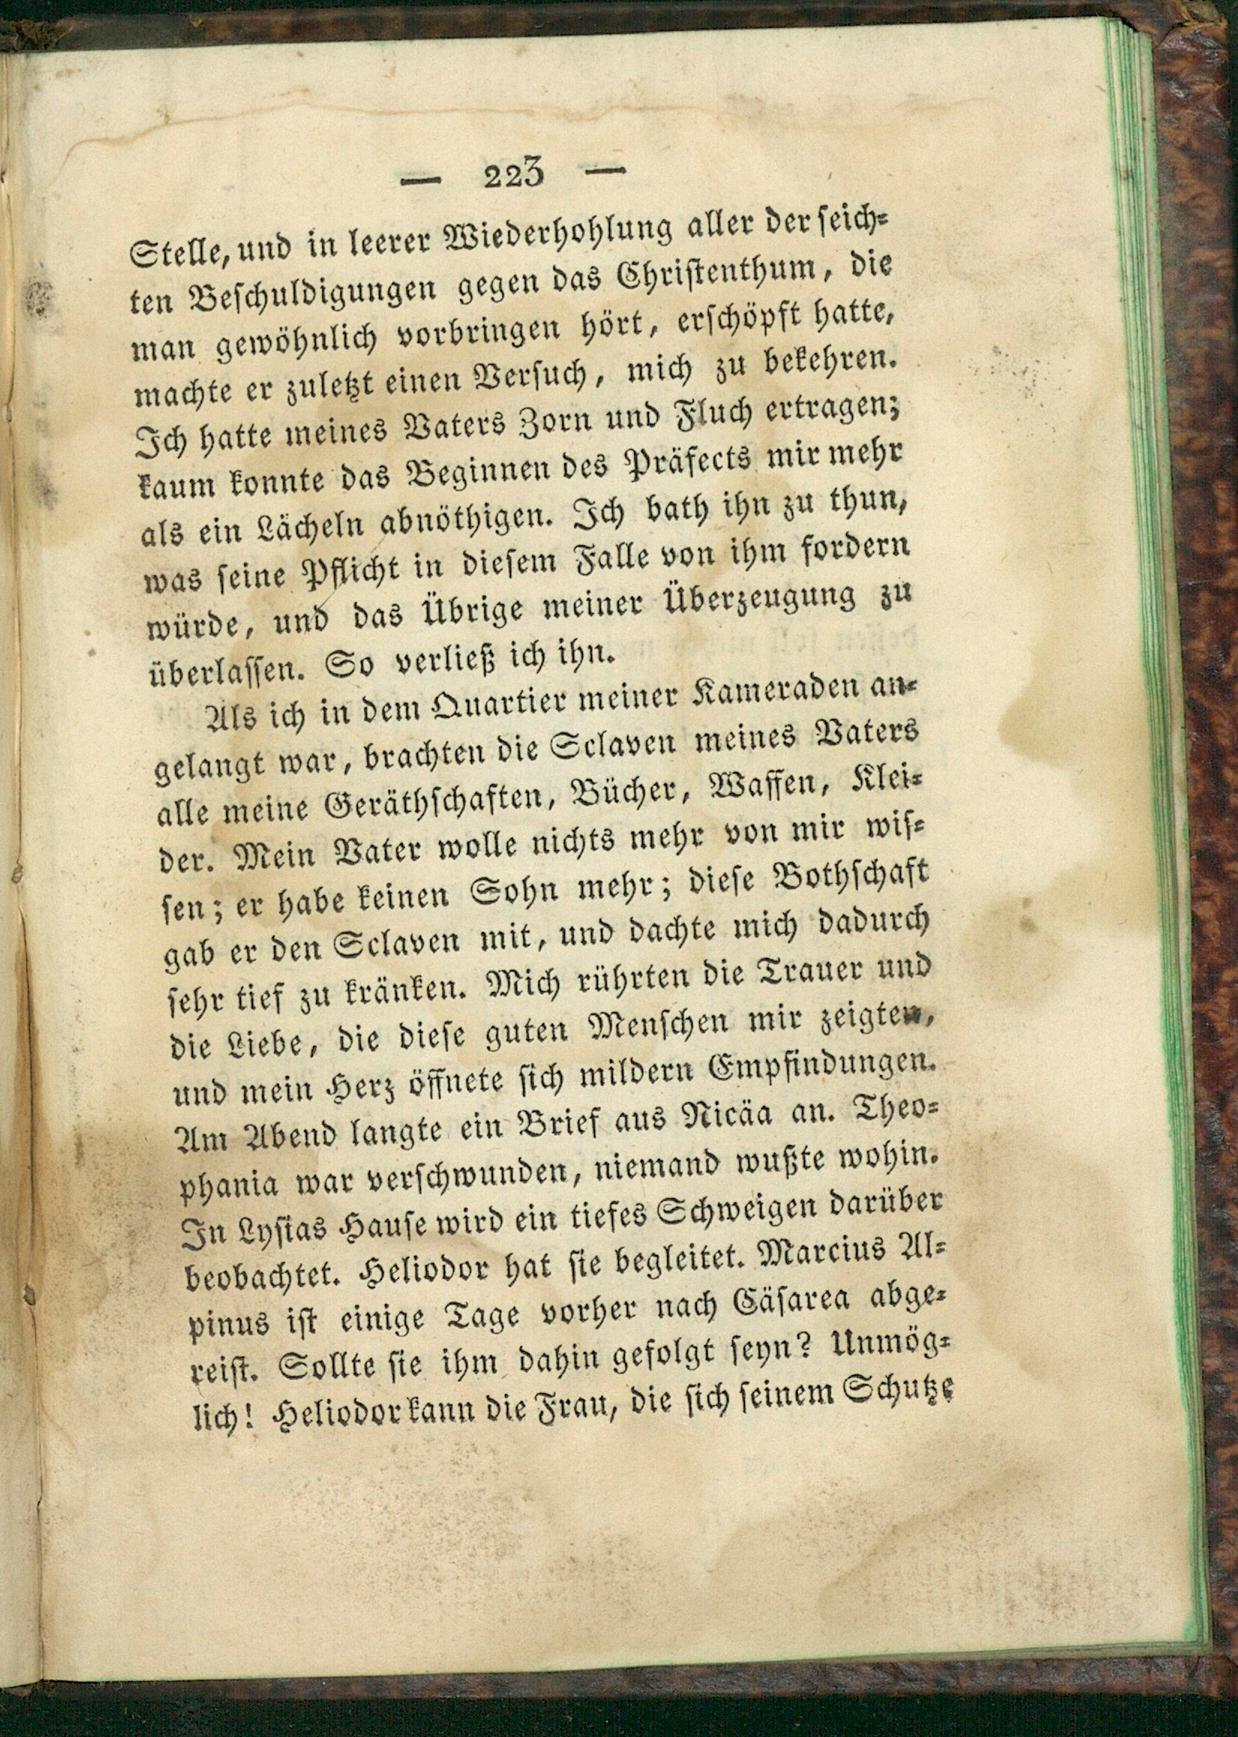 — 223 —
Stelle, und in leerer Wiederhohlung aller der seich⸗
ten Beschuldigungen gegen das Christenthum, die
man gewöhnlich vorbringen hört, erschöpft hatte,
machte er zuletzt einen Versuch, mich zu bekehren.
Ich hatte meines Vaters Zorn und Fluch ertragen;
kaum konnte das Beginnen des Präfects mir mehr
als ein Lächeln abnöthigen. Ich bath ihn zu thun,
was seine Pflicht in diesem Falle von ihm fordern
würde, und das Übrige meiner Überzeugung zu
überlassen. So verließ ich ihn.
Als ich in dem Quartier meiner Kameraden an⸗
gelangt war, brachten die Sclaven meines Vaters
alle meine Geräthschaften, Bücher, Waffen, Klei⸗
der. Mein Vater wolle nichts mehr von mir wis⸗
sen; er habe keinen Sohn mehr; diese Bothschaft
gab er den Sclaven mit, und dachte mich dadurch
sehr tief zu kränken. Mich rührten die Trauer und
die Liebe, die diese guten Menschen mir zeigten,
und mein Herz öffnete sich mildern Empfindungen.
Am Abend langte ein Brief aus Nicäa an. Theo⸗
phania war verschwunden, niemand wußte wohin.
In Lysias Hause wird ein tiefes Schweigen darüber
beobachtet. Heliodor hat sie begleitet. Marcius Al⸗
pinus ist einige Tage vorher nach Cäsarea abge⸗
reist. Sollte sie ihm dahin gefolgt seyn? Unmög⸗
lich! Heliodor kann die Frau, die sich seinem Schutze